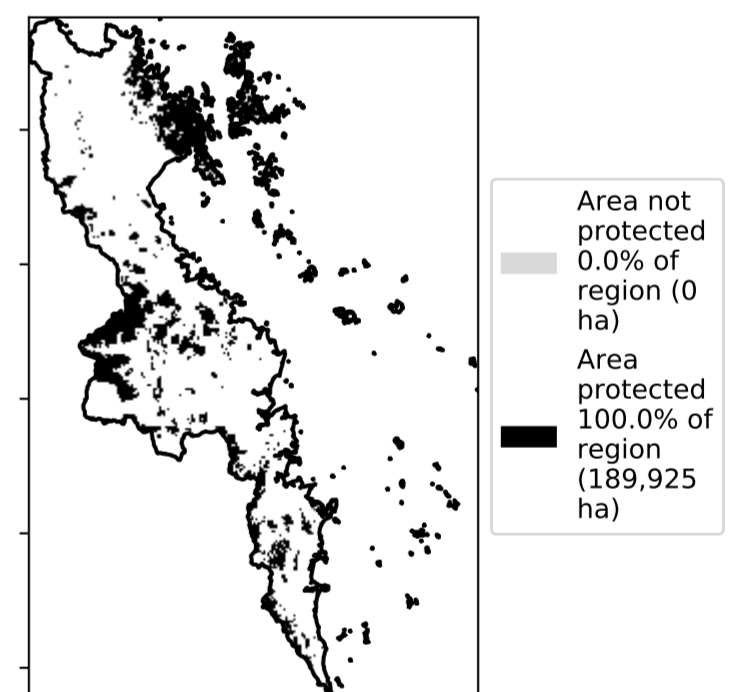 Area not
protected
0.0% of
region (0
ha)
Area
protected
100.0% of
region
(189,925
ha)